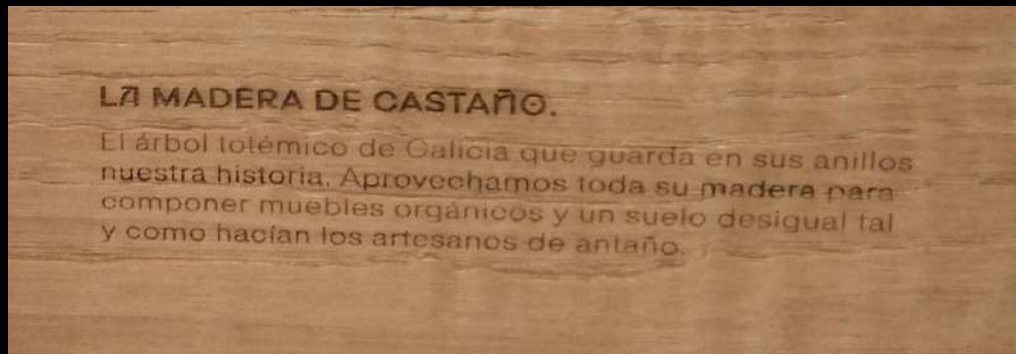 LA MADERA DE CASTAÑO.
El árbol totémico de Galicia que guarda en sus anillos
nuestra historia. Aprovechamos toda su madera para
componer muebles orgánicos y un suelo desigual tal
y como hacían los artesanos de antaño.